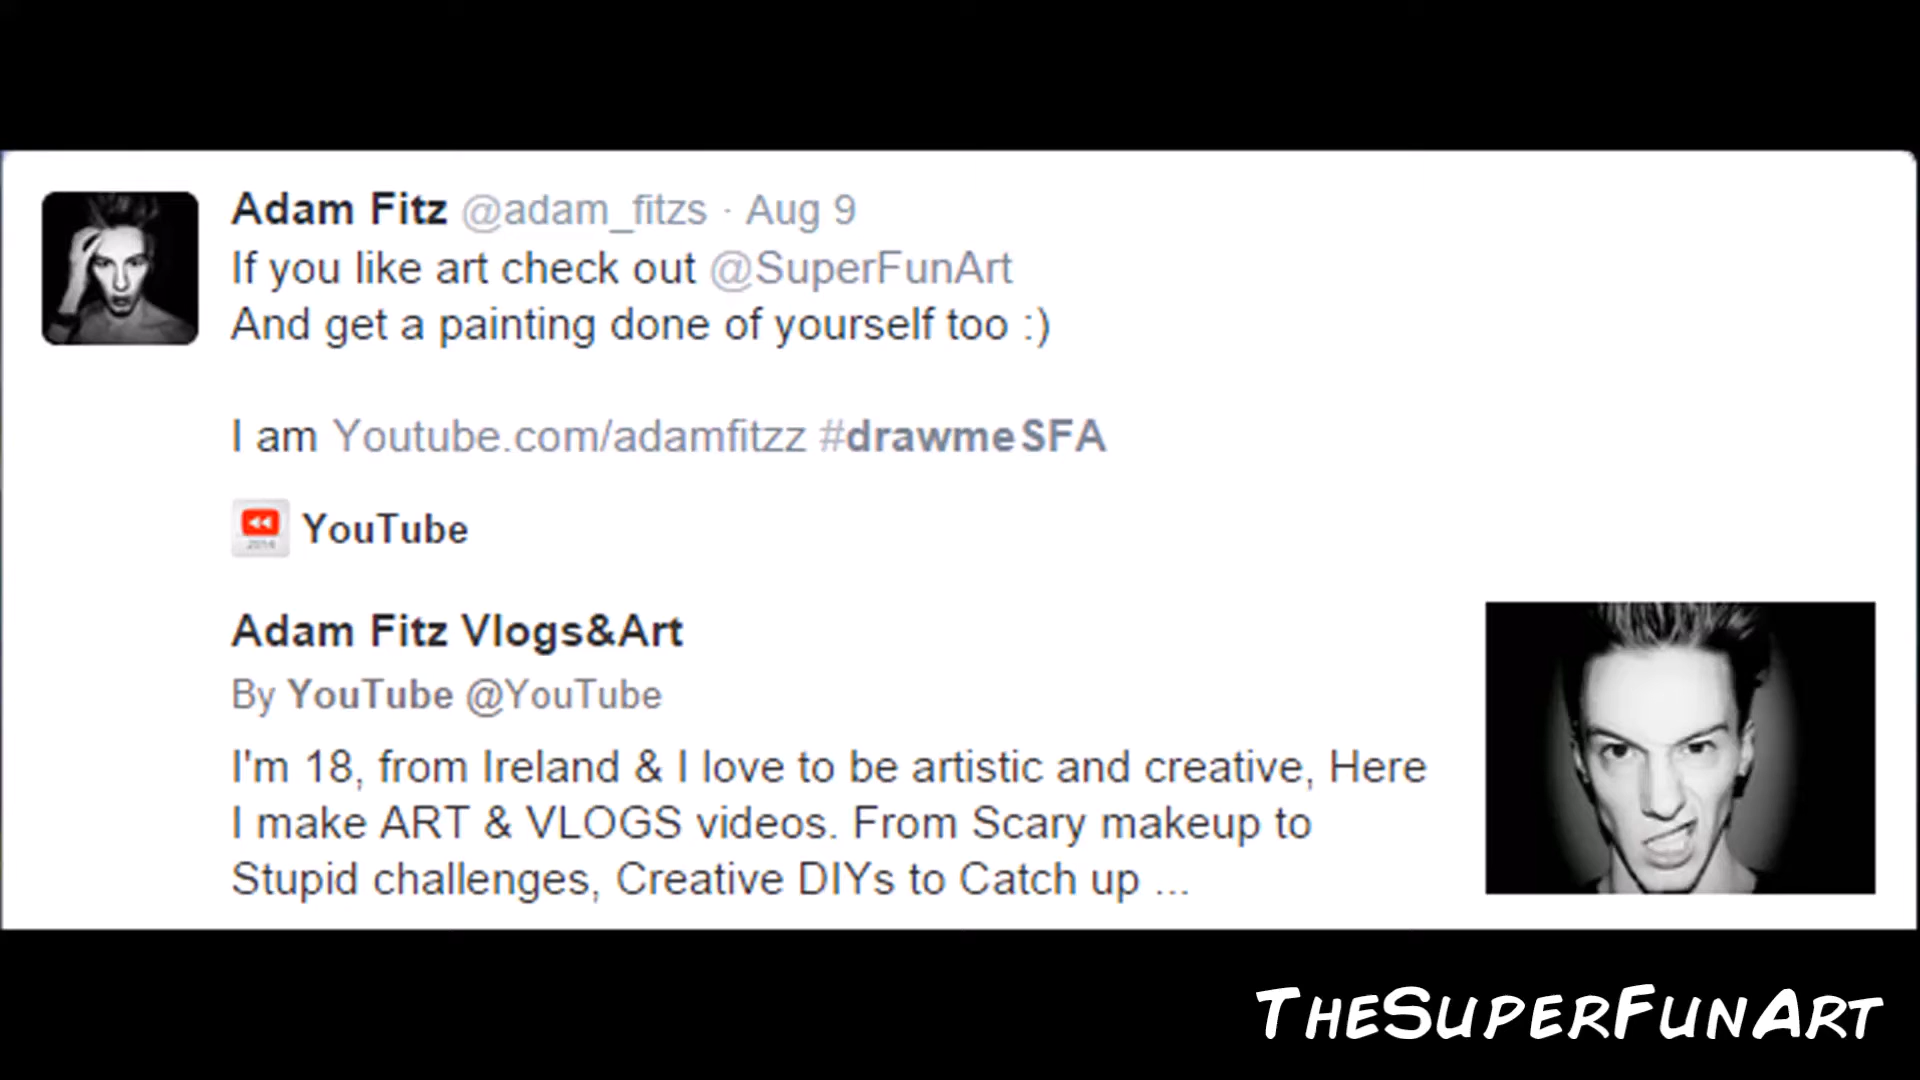 Adam Fitz @adam_fitzs · Aug 9
If you like art check out @SuperFunArt
And get a painting done of yourself too :)
I am Youtube.com/adamfitzz #drawmeSFA
YouTube
Adam Fitz Vlogs&Art
By YouTube @YouTube
I'm 18, from Ireland & I love to be artistic and creative, Here
I make ART & VLOGS videos. From Scary makeup to
Stupid challenges, Creative DIYs to Catch up ...
TheSuperFunArt